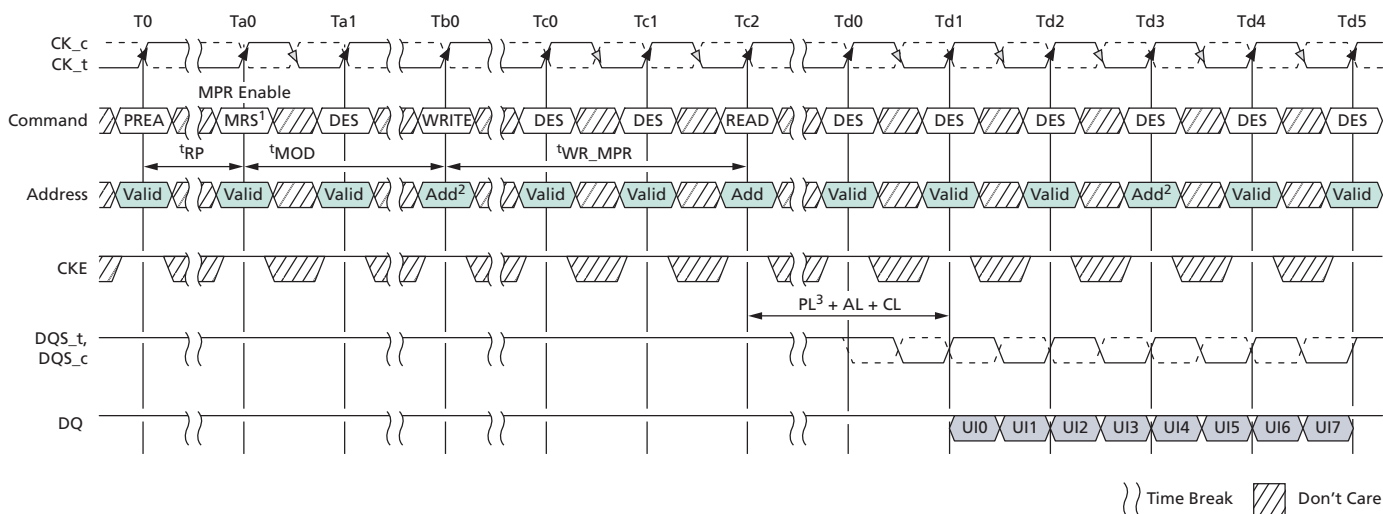 T0 Ta0 Ta1 Tb0 Tc0 Tc1 Tc2 Td0 Td1 Td2 Td3 Td4 Td5
CK_c
CK_t
MPR Enable
Command PREA MRS1 DES WRITE DES DES READ DES DES DES DES DES DES
tRP tMOD tWR_MPR
Address Valid Valid Valid Add2 Valid Valid Add Valid Valid Valid Add2 Valid Valid
CKE
PL3 + AL + CL
DQS_t,
DQS_c
DQ UI0 UI1 UI2 UI3 UI4 UI5 UI6 UI7
Time Break Don't Care